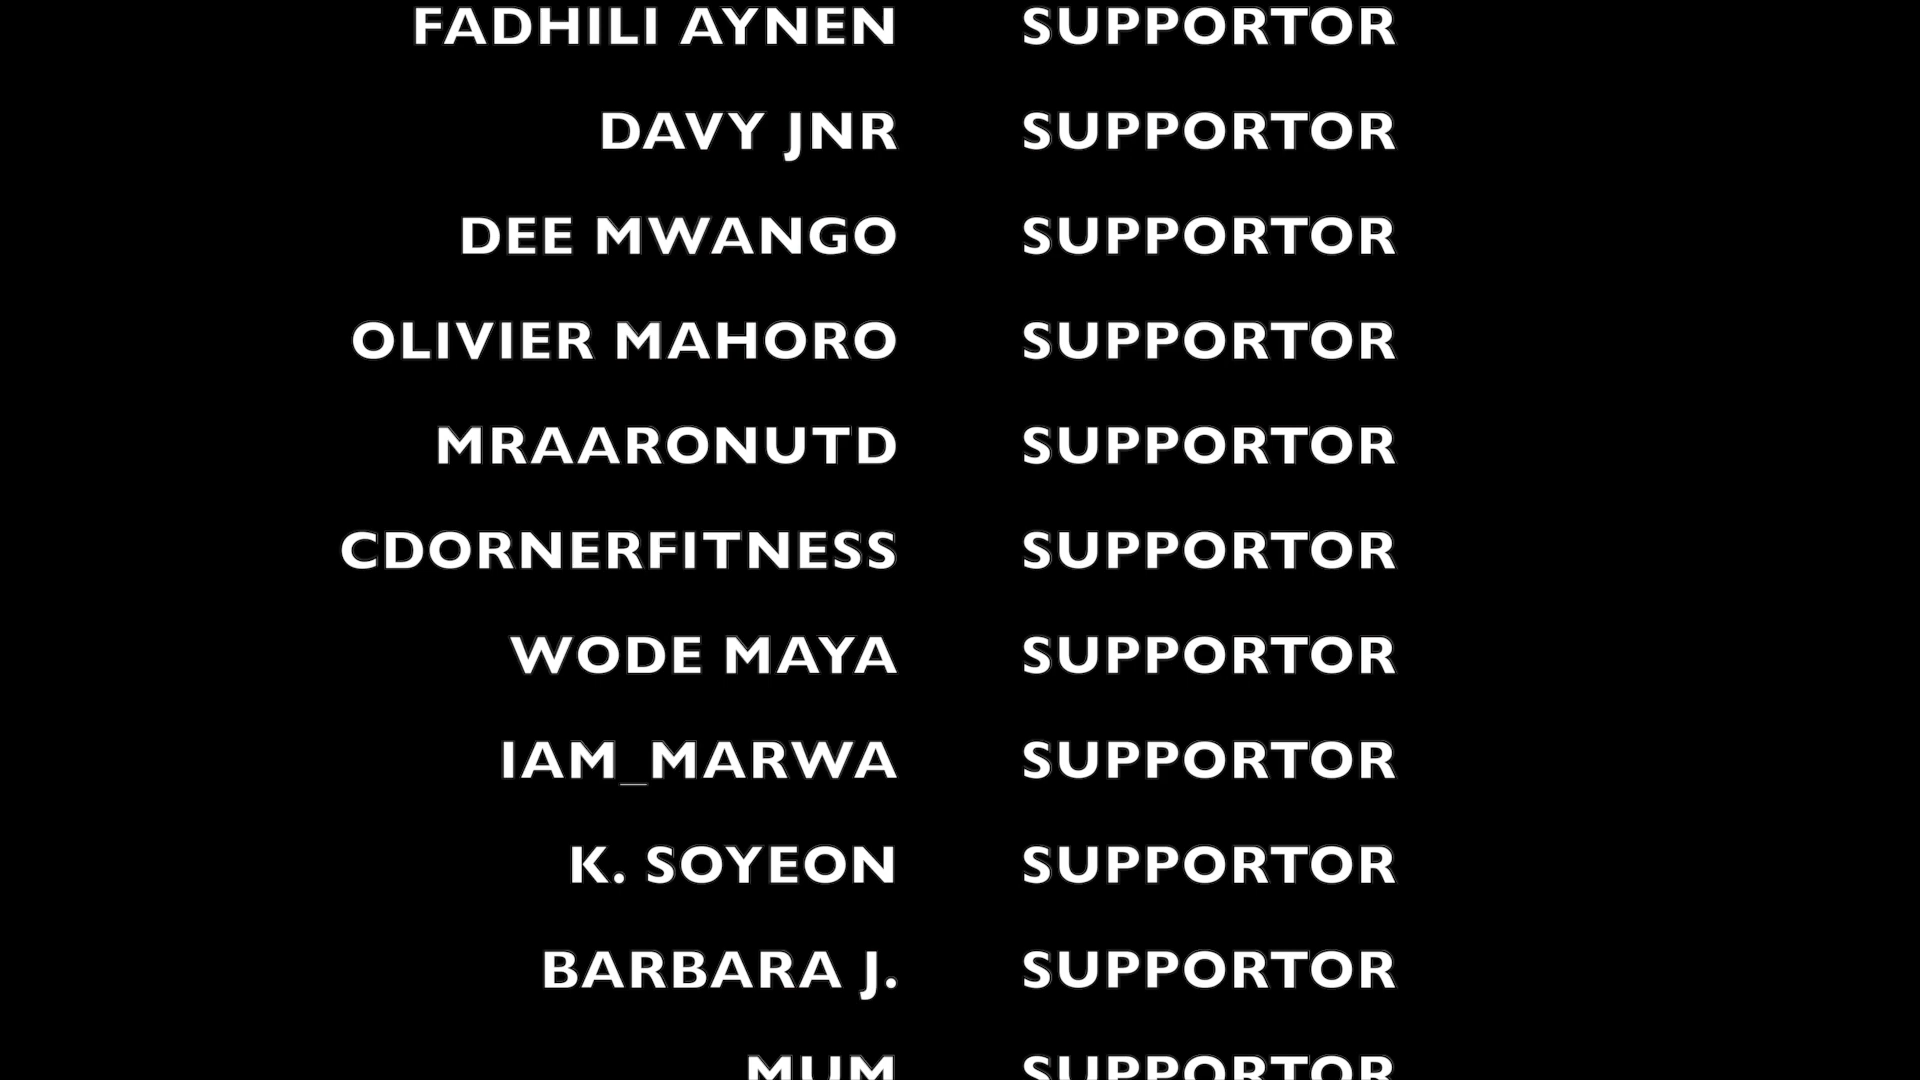 FADHILI AYNEN SUPPORTOR
DAVY JNR SUPPORTOR
DEE MWANGO SUPPORTOR
OLIVIER MAHORO SUPPORTOR
MRAARONUTD SUPPORTOR
CDORNERFITNESS SUPPORTOR
WODE MAYA SUPPORTOR
IAM_MARWA SUPPORTOR
K. SOYEON SUPPORTOR
BARBARA J. SUPPORTOR
MUM SUPPORTOR